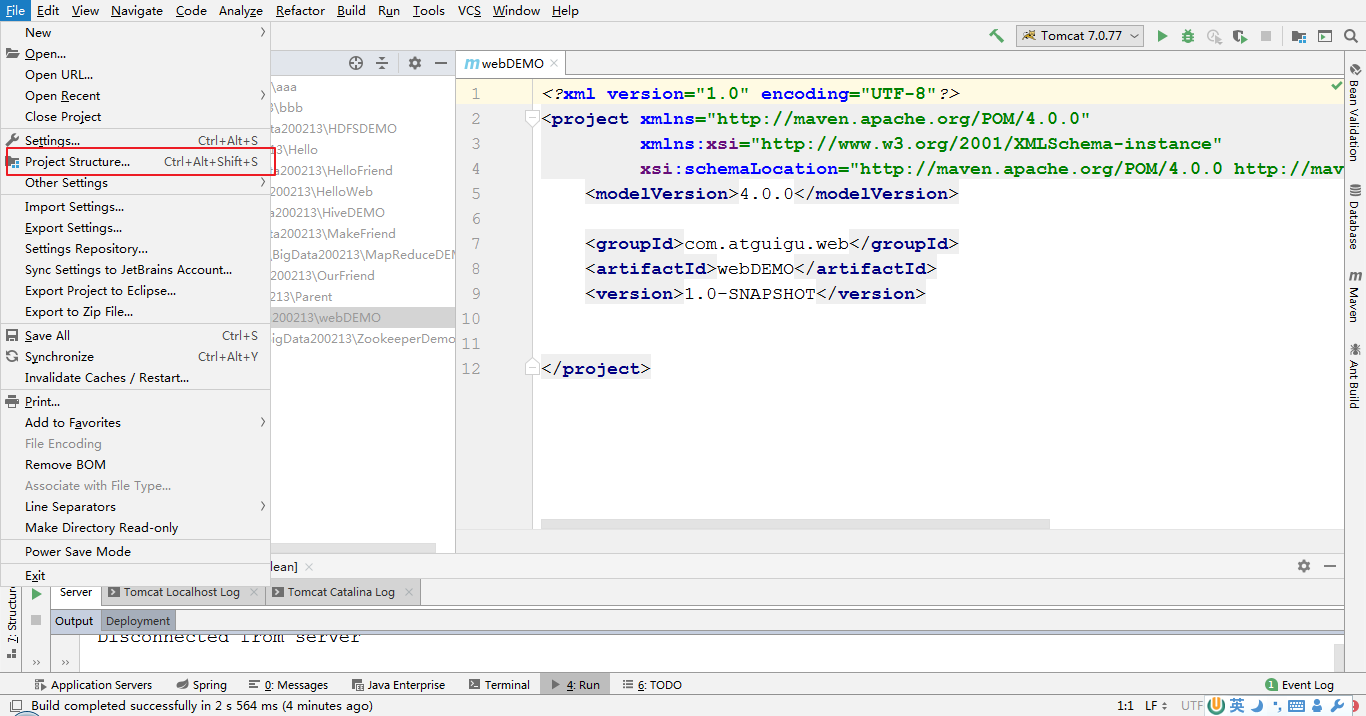 File Edit View Navigate Code Analyze Refactor Build Run Tools VCS Window Help
New
Open...
Open URL...
Open Recent
Close Project
Settings... Ctrl+Alt+S
Project Structure... Ctrl+Alt+Shift+S
Other Settings
Import Settings...
Export Settings...
Settings Repository...
Sync Settings to JetBrains Account...
Export Project to Eclipse...
Export to Zip File...
Save All Ctrl+S
Synchronize Ctrl+Alt+Y
Invalidate Caches / Restart...
Print...
Add to Favorites
File Encoding
Remove BOM
Associate with File Type...
Line Separators
Make Directory Read-only
Power Save Mode
Exit
Tomcat 7.0.77
\aaa
3\bbb
ta200213\HDFSDEMO
13\Hello
ta200213\HelloFriend
200213\HelloWeb
a200213\HiveDEMO
ta200213\MakeFriend
\BigData200213\MapReduceDEM
200213\OurFriend
213\Parent
200213\webDEMO
igData200213\ZookeeperDemo
m webDEMO
1 <?xml version="1.0" encoding="UTF-8"?>
2 <project xmlns="http://maven.apache.org/POM/4.0.0"
3 xmlns:xsi="http://www.w3.org/2001/XMLSchema-instance"
4 xsi:schemaLocation="http://maven.apache.org/POM/4.0.0 http://mav
5 <modelVersion>4.0.0</modelVersion>
6
7 <groupId>com.atguigu.web</groupId>
8 <artifactId>webDEMO</artifactId>
9 <version>1.0-SNAPSHOT</version>
10
11
12 </project>
Bean Validation
Database
m Maven
Ant Build
lean]
7: Structure
Server Tomcat Localhost Log Tomcat Catalina Log
Output Deployment
Disconnected from server
Application Servers Spring 0: Messages Java Enterprise Terminal 4: Run 6: TODO 1 Event Log
Build completed successfully in 2 s 564 ms (4 minutes ago) 1:1 LF UTF 英